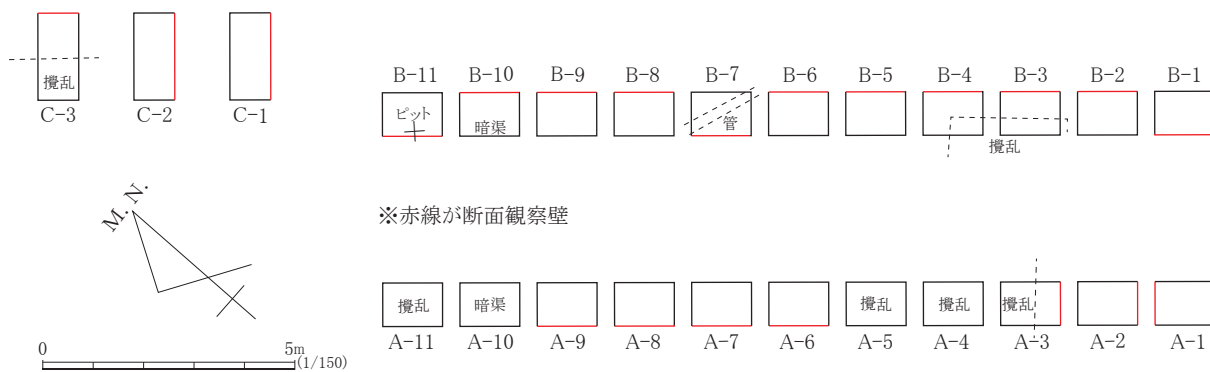 攪乱
C-3
C-2
C-1
B-11
B-10
B-9
B-8
B-7
B-6
B-5
B-4
B-3
B-2
B-1
ピット
暗渠
管
攪乱
M. N.
※赤線が断面観察壁
攪乱
暗渠
攪乱
攪乱
攪乱
A-11
A-10
A-9
A-8
A-7
A-6
A-5
A-4
A-3
A-2
A-1
0
5m
(1/150)